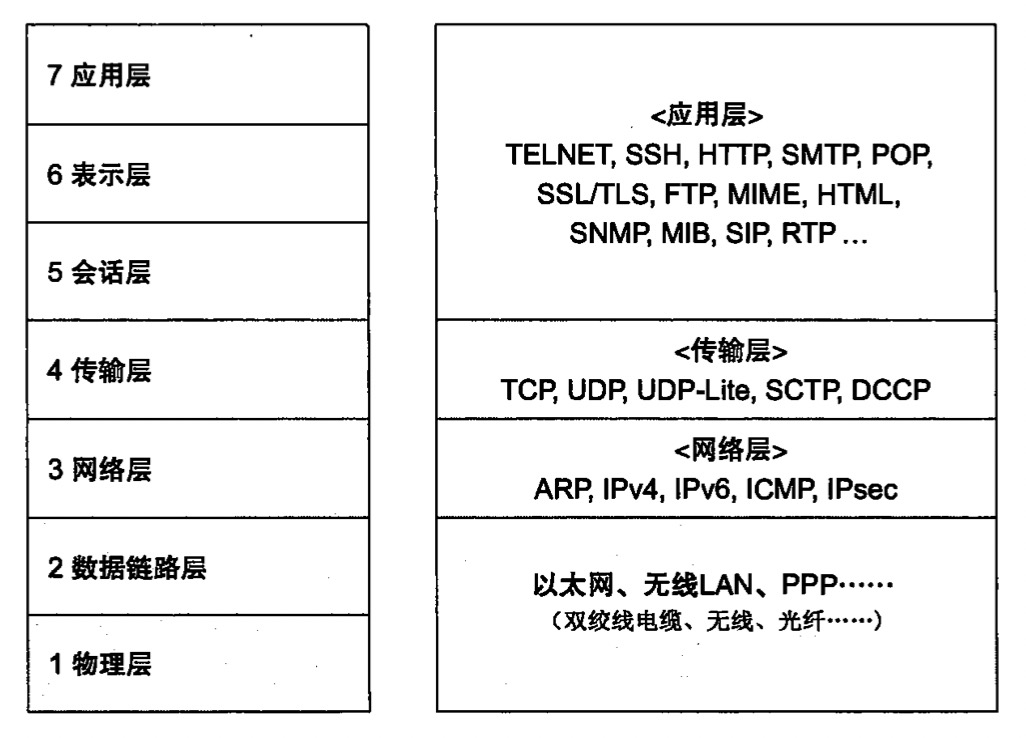 7 应用层
6 表示层
5 会话层
4 传输层
3 网络层
2 数据链路层
1 物理层
<应用层>
TELNET, SSH, HTTP, SMTP, POP,
SSL/TLS, FTP, MIME, HTML,
SNMP, MIB, SIP, RTP ...
<传输层>
TCP, UDP, UDP-Lite, SCTP, DCCP
<网络层>
ARP, IPv4, IPv6, ICMP, IPsec
以太网、无线LAN、PPP……
（双绞线电缆、无线、光纤……）